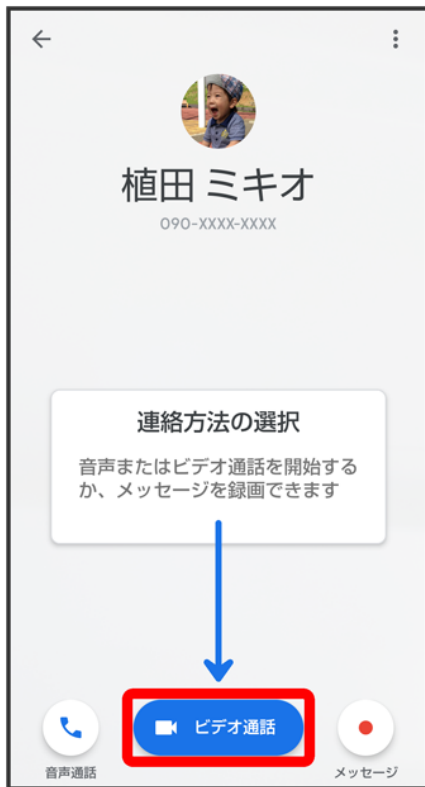 植田 ミキオ
090-XXXX-XXXX
連絡方法の選択
音声またはビデオ通話を開始する
か、メッセージを録画できます
ビデオ通話
音声通話
メッセージ